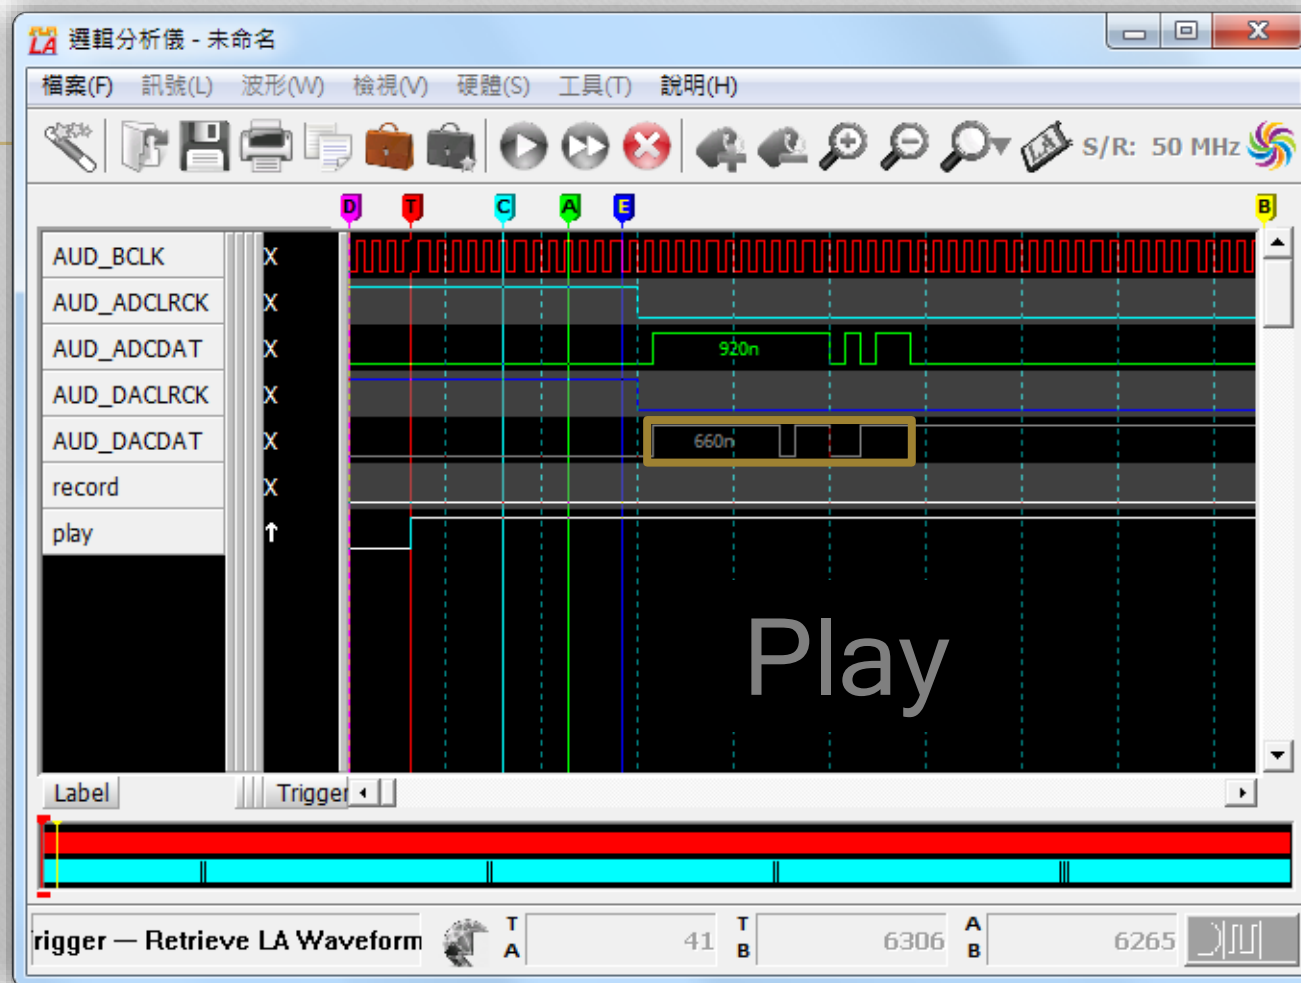 LA 邏輯分析儀 - 未命名
檔案(F) 訊號(L) 波形(W) 檢視(V) 硬體(S) 工具(T) 說明(H)
LA S/R: 50 MHz
D T C A E B
AUD_BCLK X
AUD_ADCLRCK X
AUD_ADCDAT X 920n
AUD_DACLRCK X
AUD_DACDAT X 660n
record X
play ↑
Play
Label Trigger
rigger — Retrieve LA Waveform T A 41 T B 6306 A B 6265